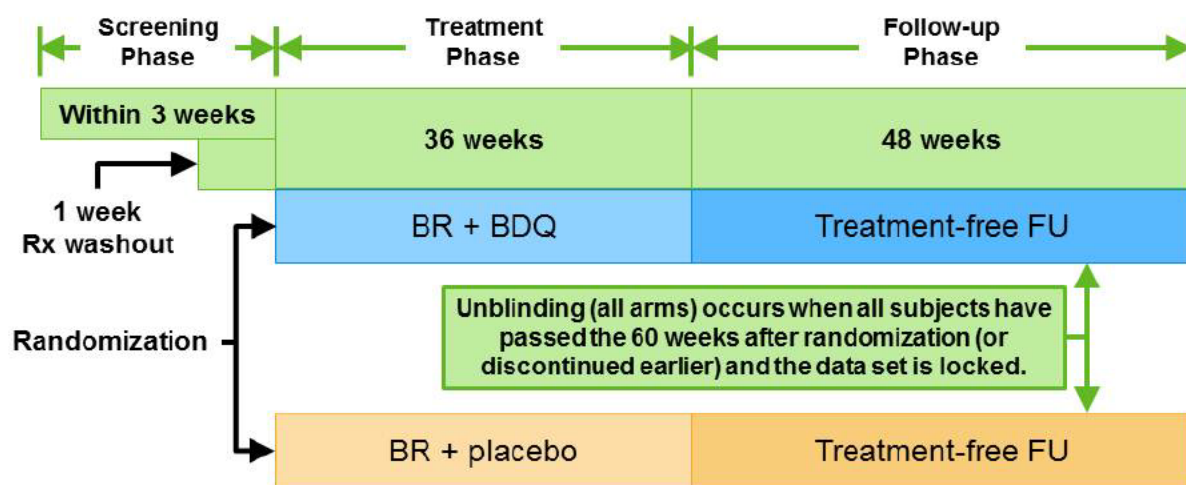 Screening
Phase
Treatment
Phase
Follow-up
Phase
Within 3 weeks
36 weeks
48 weeks
1 week
Rx washout
BR + BDQ
Treatment-free FU
Randomization
Unblinding (all arms) occurs when all subjects have
passed the 60 weeks after randomization (or
discontinued earlier) and the data set is locked.
BR + placebo
Treatment-free FU